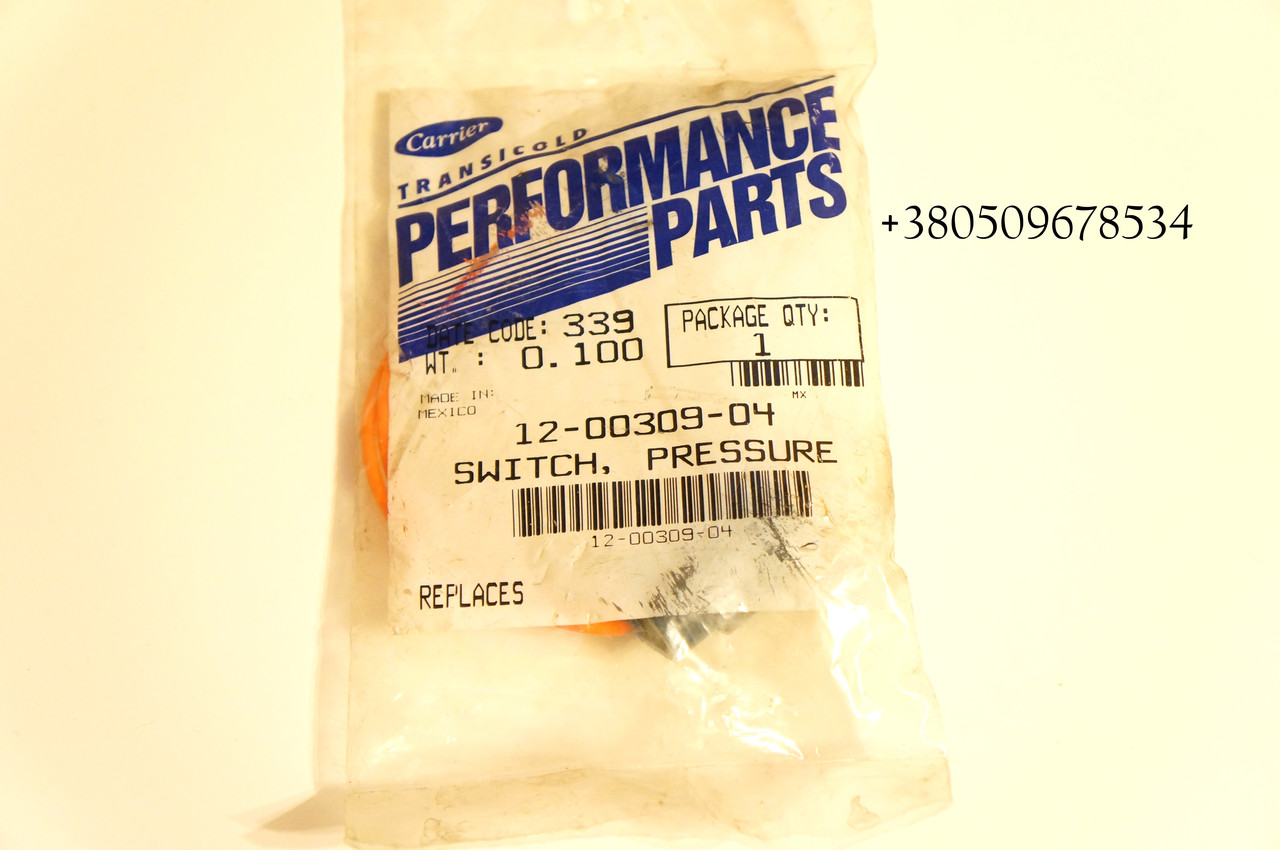 Carrier
TRANSICOLD
PERFORMANCE
PARTS
+380509678534
DATE CODE: 339
WT. : 0.100
PACKAGE QTY:
1
MX
MADE IN:
MEXICO
12-00309-04
SWITCH, PRESSURE
12-00309-04
REPLACES